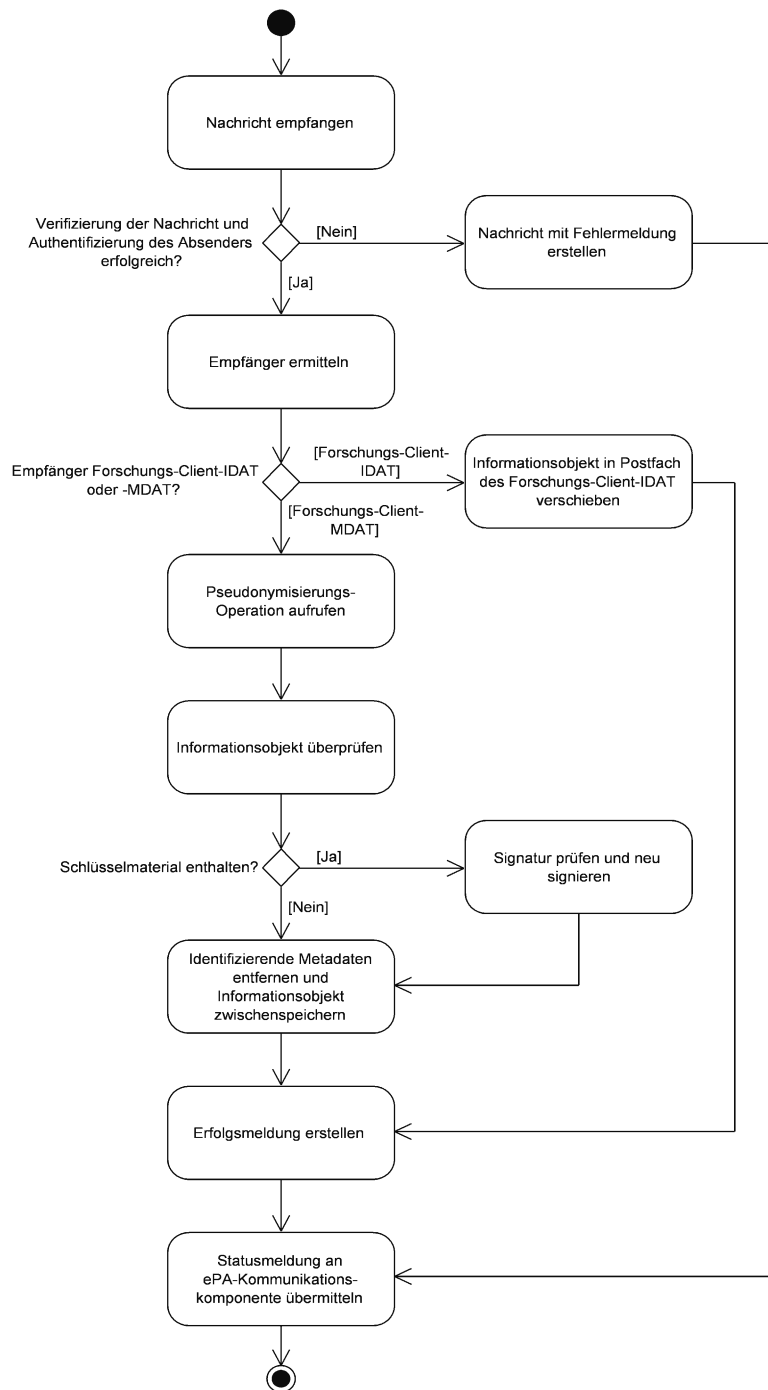 Nachricht empfangen
Verifizierung der Nachricht und
Authentifizierung des Absenders
erfolgreich?
[Nein]
Nachricht mit Fehlermeldung
erstellen
[Ja]
Empfänger ermitteln
Empfänger Forschungs-Client-IDAT
oder -MDAT?
[Forschungs-Client-
IDAT]
Informationsobjekt in Postfach
des Forschungs-Client-IDAT
verschieben
[Forschungs-Client-
MDAT]
Pseudonymisierungs-
Operation aufrufen
Informationsobjekt überprüfen
Schlüsselmaterial enthalten?
[Ja]
Signatur prüfen und neu
signieren
[Nein]
Identifizierende Metadaten
entfernen und
Informationsobjekt
zwischenspeichern
Erfolgsmeldung erstellen
Statusmeldung an
ePA-Kommunikations-
komponente übermitteln